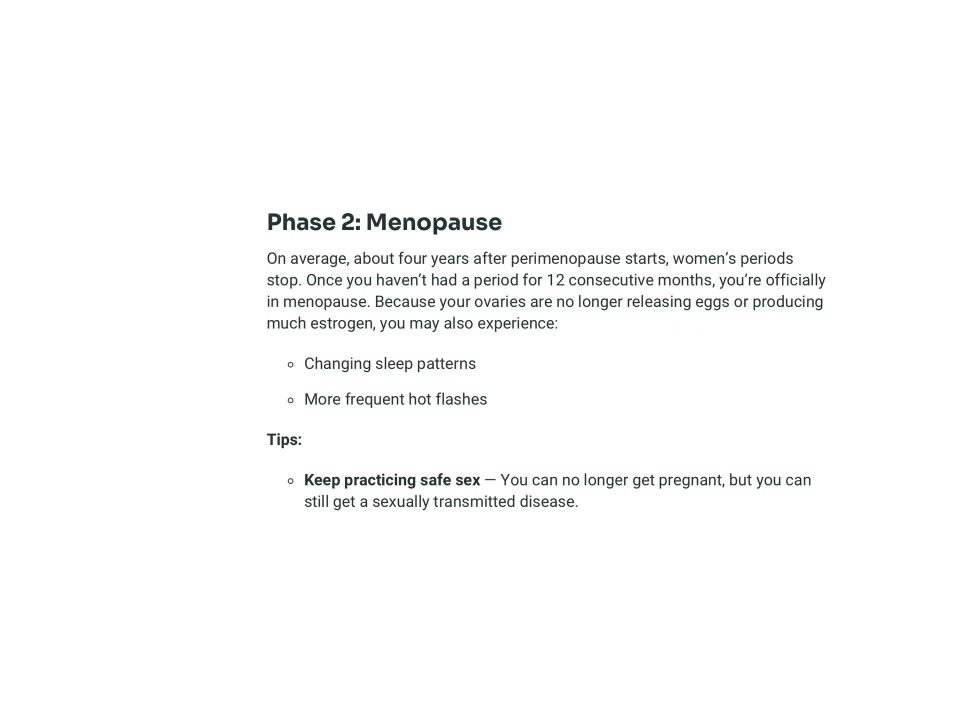 Phase 2: Menopause
On average, about four years after perimenopause starts, women’s periods
stop. Once you haven’t had a period for 12 consecutive months, you’re officially
in menopause. Because your ovaries are no longer releasing eggs or producing
much estrogen, you may also experience:
Changing sleep patterns
More frequent hot flashes
Tips:
Keep practicing safe sex — You can no longer get pregnant, but you can
still get a sexually transmitted disease.